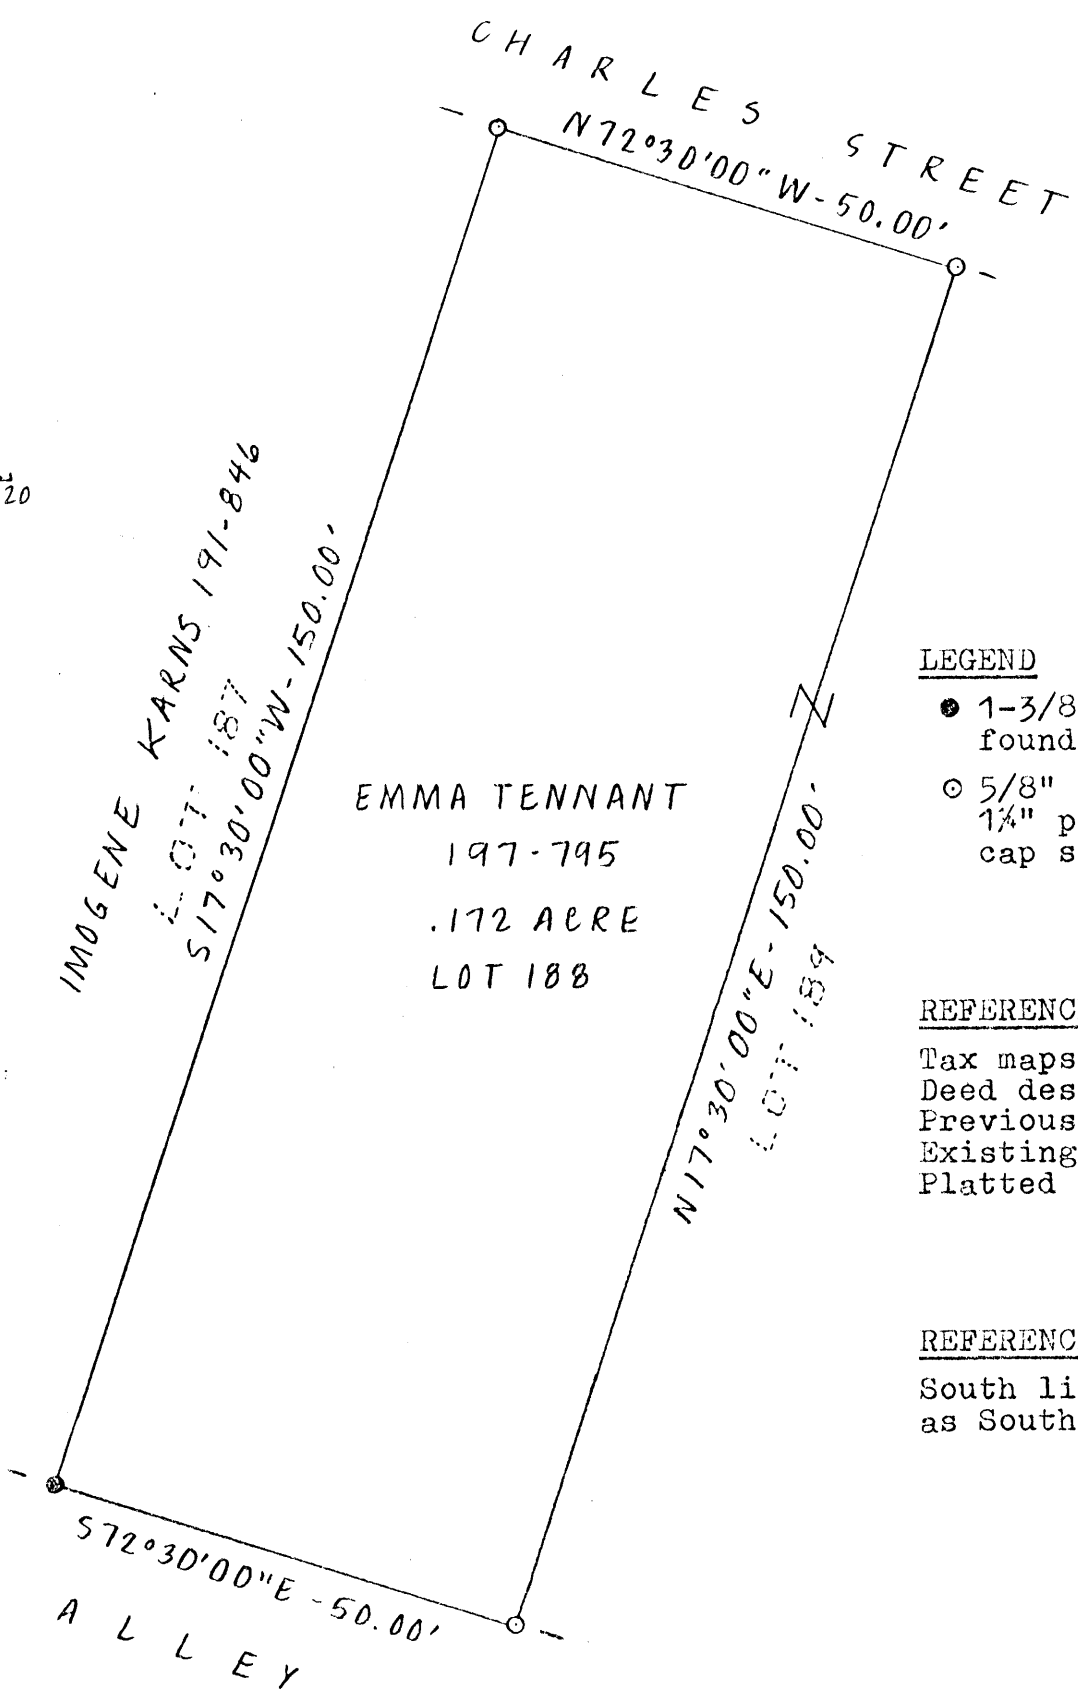 CHARLES STREET
N72°30'00"W-50.00'
20
IMOGENE KARNS 191-846
LOT 187
S17°30'00"W-150.00'
EMMA TENNANT
197-795
.172 ACRE
LOT 188
N17°30'00"E-150.00'
LOT 189
S72°30'00"E-50.00'
ALLEY
LEGEND
1-3/8
found
5/8"
1¼" p
cap s
REFERENC
Tax maps
Deed des
Previous
Existing
Platted
REFERENC
South li
as South